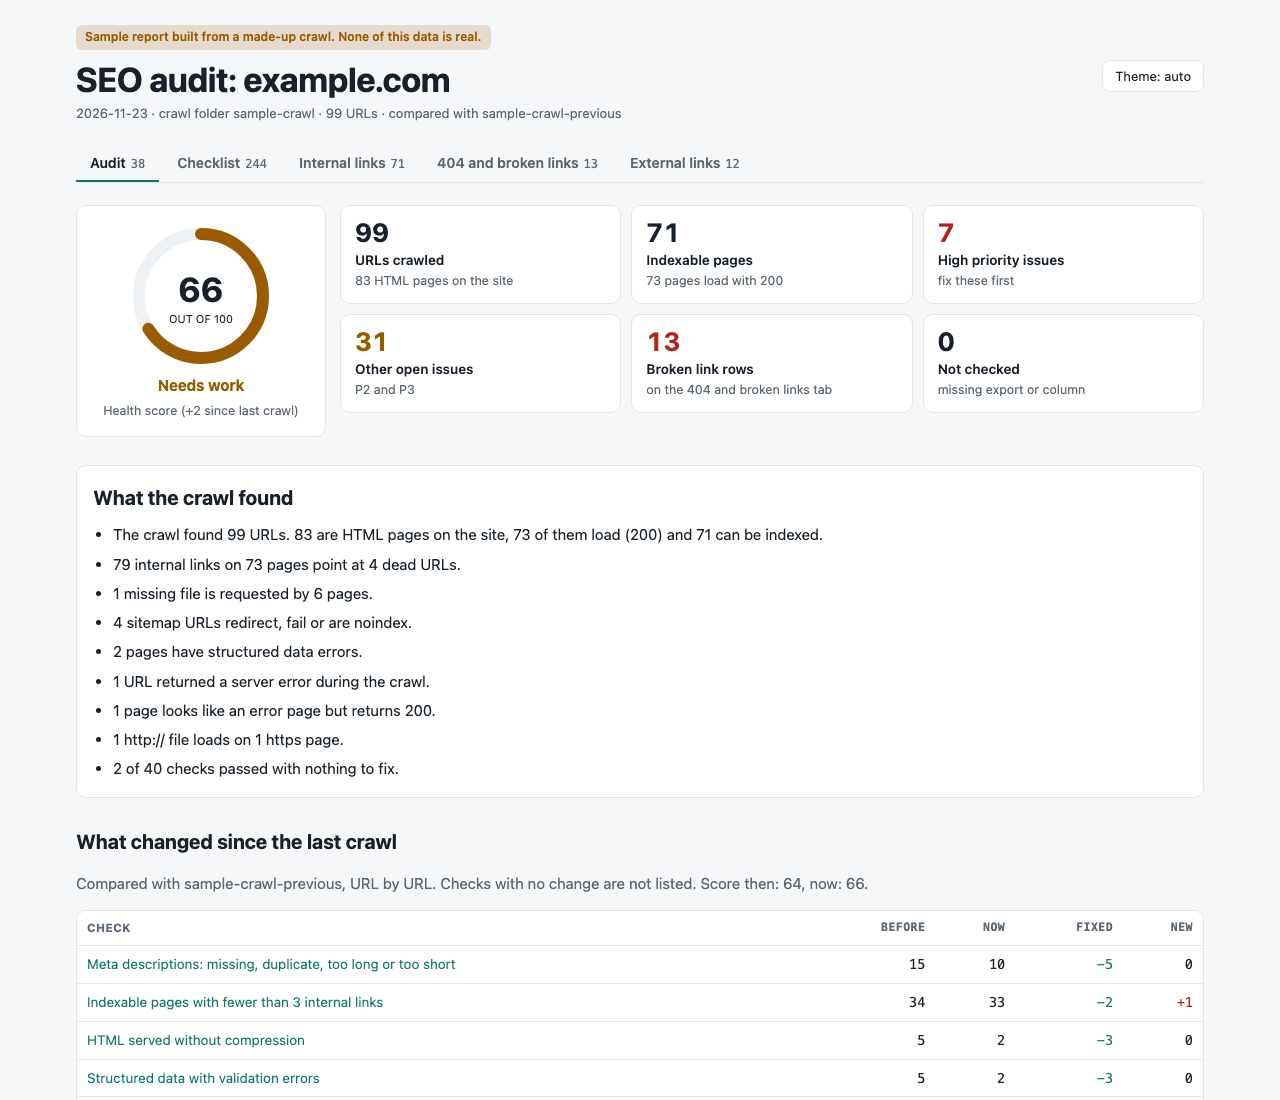 Sample report built from a made-up crawl. None of this data is real.
SEO audit: example.com
Theme: auto
2026-11-23 · crawl folder sample-crawl · 99 URLs · compared with sample-crawl-previous
Audit 38 Checklist 244 Internal links 71 404 and broken links 13 External links 12
66
OUT OF 100
Needs work
Health score (+2 since last crawl)
99
URLs crawled
83 HTML pages on the site
71
Indexable pages
73 pages load with 200
7
High priority issues
fix these first
31
Other open issues
P2 and P3
13
Broken link rows
on the 404 and broken links tab
0
Not checked
missing export or column
What the crawl found
• The crawl found 99 URLs. 83 are HTML pages on the site, 73 of them load (200) and 71 can be indexed.
• 79 internal links on 73 pages point at 4 dead URLs.
• 1 missing file is requested by 6 pages.
• 4 sitemap URLs redirect, fail or are noindex.
• 2 pages have structured data errors.
• 1 URL returned a server error during the crawl.
• 1 page looks like an error page but returns 200.
• 1 http:// file loads on 1 https page.
• 2 of 40 checks passed with nothing to fix.
What changed since the last crawl
Compared with sample-crawl-previous, URL by URL. Checks with no change are not listed. Score then: 64, now: 66.
CHECK BEFORE NOW FIXED NEW
Meta descriptions: missing, duplicate, too long or too short 15 10 −5 0
Indexable pages with fewer than 3 internal links 34 33 −2 +1
HTML served without compression 5 2 −3 0
Structured data with validation errors 5 2 −3 0